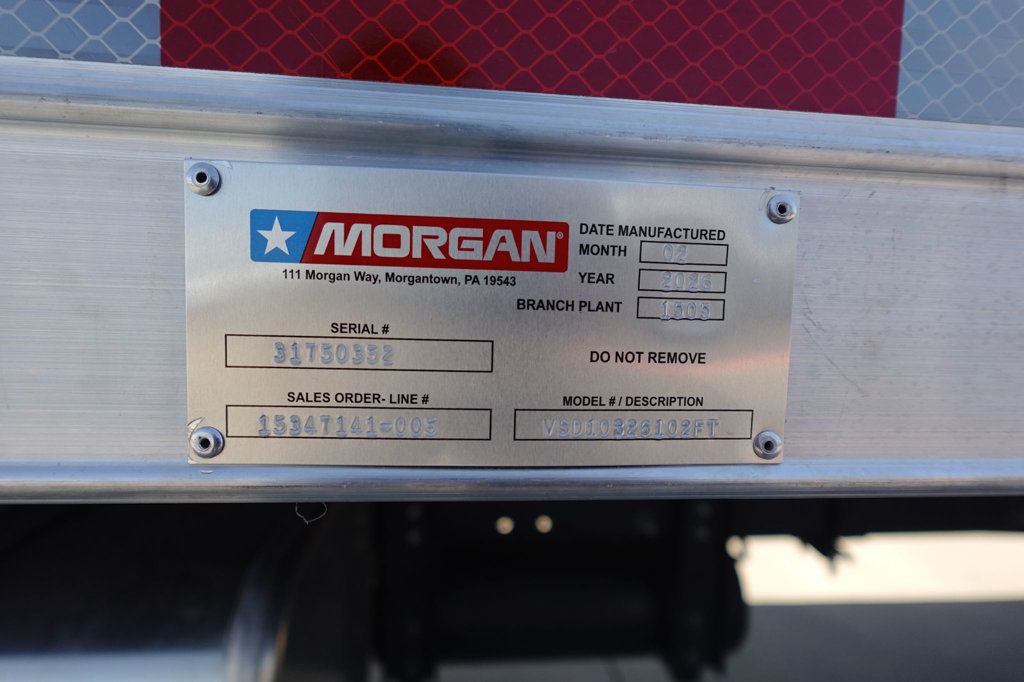 MORGAN®
111 Morgan Way, Morgantown, PA 19543
DATE MANUFACTURED
MONTH 02
YEAR 2026
BRANCH PLANT 1505
SERIAL #
31750352
DO NOT REMOVE
SALES ORDER- LINE #
15347141-005
MODEL # / DESCRIPTION
VSD10326102FT